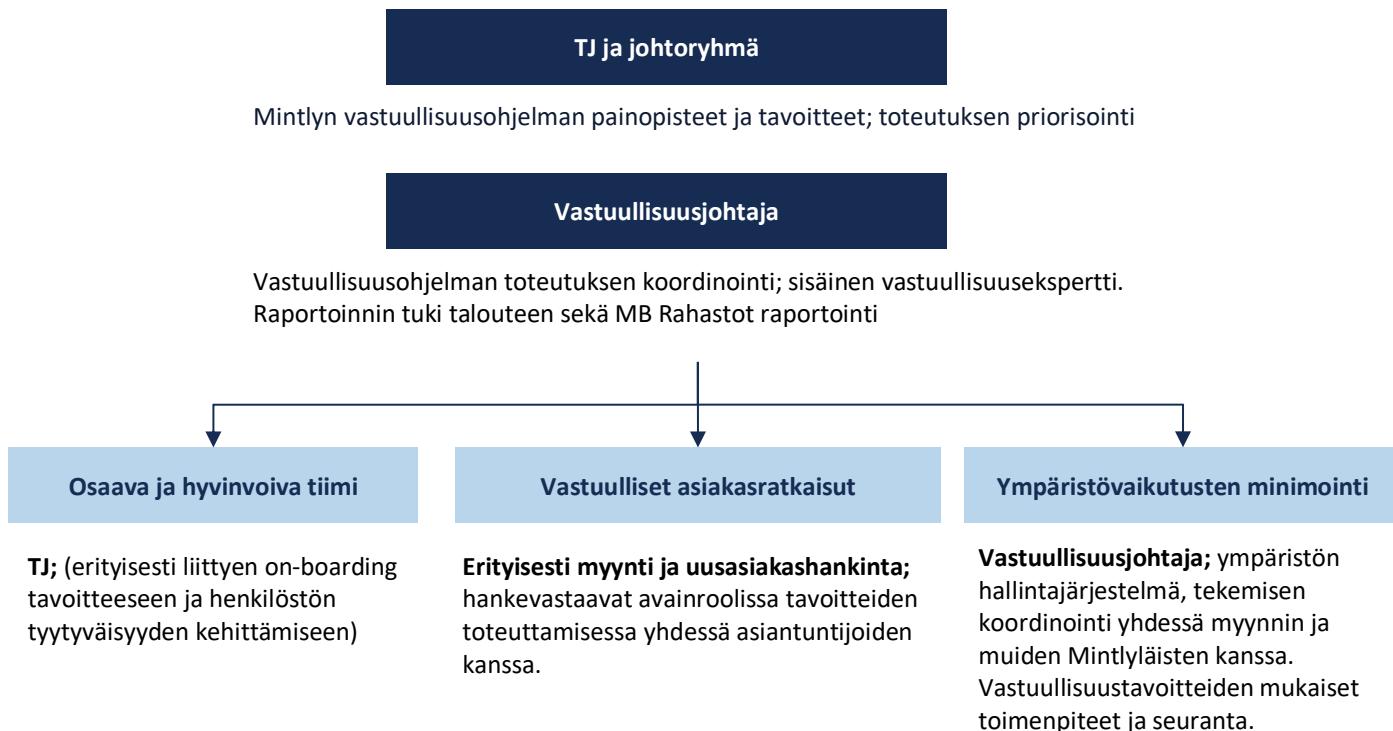 TJ ja johtoryhmä
Mintlyn vastuullisuusohjelman painopisteet ja tavoitteet; toteutuksen priorisointi
Vastuullisuusjohtaja
Vastuullisuusohjelman toteutuksen koordinointi; sisäinen vastuullisuusekspertti.
Raportoinnin tuki talouteen sekä MB Rahastot raportointi
Osaava ja hyvinvoiva tiimi
TJ; (erityisesti liittyen on-boarding
tavoitteeseen ja henkilöstön
tyytyväisyyden kehittämiseen)
Vastuulliset asiakasratkaisut
Erityisesti myynti ja uusasiakashankinta;
hankevastaavat avainroolissa tavoitteiden
toteuttamisessa yhdessä asiantuntijoiden
kanssa.
Ympäristövaikutusten minimointi
Vastuullisuusjohtaja; ympäristön
hallintajärjestelmä, tekemisen
koordinointi yhdessä myynnin ja
muiden Mintlyläisten kanssa.
Vastuullisuustavoitteiden mukaiset
toimenpiteet ja seuranta.